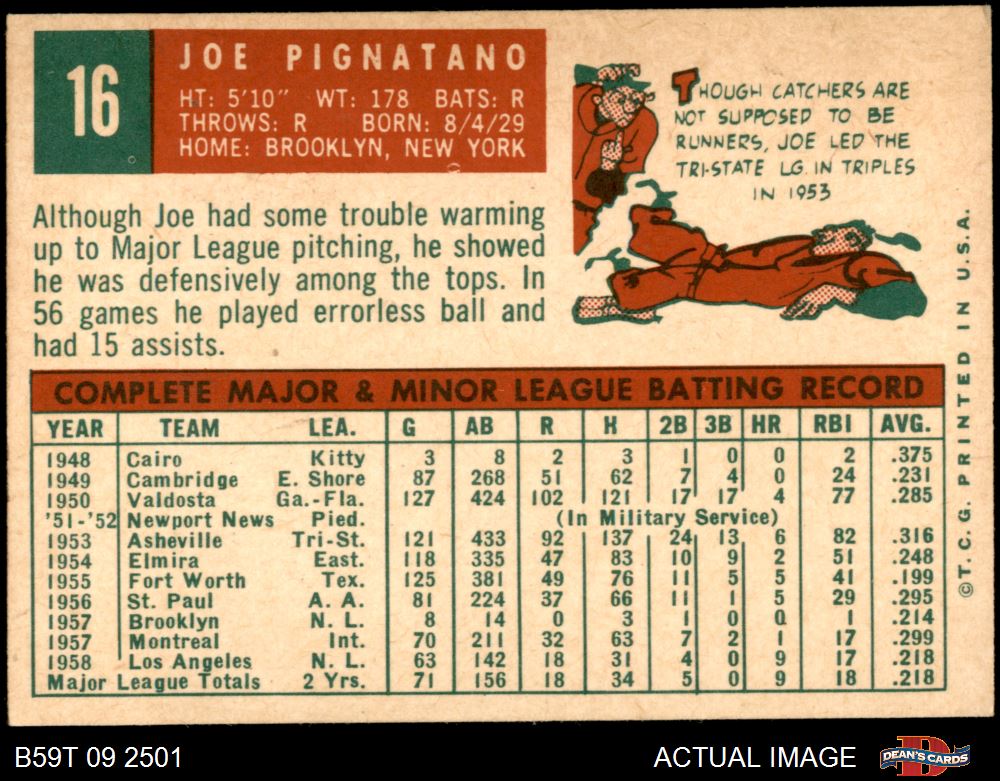 16
JOE PIGNATANO
HT: 5'10" WT: 178 BATS: R
THROWS: R BORN: 8/4/29
HOME: BROOKLYN, NEW YORK
THOUGH CATCHERS ARE
NOT SUPPOSED TO BE
RUNNERS, JOE LED THE
TRI-STATE LG. IN TRIPLES
IN 1953
Although Joe had some trouble warming
up to Major League pitching, he showed
he was defensively among the tops. In
56 games he played errorless ball and
had 15 assists.
COMPLETE MAJOR & MINOR LEAGUE BATTING RECORD
YEAR TEAM LEA. G AB R H 2B 3B HR RBI AVG.
1948 Cairo Kitty 3 8 2 3 1 0 0 2 .375
1949 Cambridge E. Shore 87 268 51 62 7 4 0 24 .231
1950 Valdosta Ga.-Fla. 127 424 102 121 17 17 4 77 .285
'51-'52 Newport News Pied. (In Military Service)
1953 Asheville Tri-St. 121 433 92 137 24 13 6 82 .316
1954 Elmira East. 118 335 47 83 10 9 2 51 .248
1955 Fort Worth Tex. 125 381 49 76 11 5 5 41 .199
1956 St. Paul A. A. 81 224 37 66 11 1 5 29 .295
1957 Brooklyn N. L. 8 14 0 3 1 0 0 1 .214
1957 Montreal Int. 70 211 32 63 7 2 1 17 .299
1958 Los Angeles N. L. 63 142 18 31 4 0 9 17 .218
Major League Totals 2 Yrs. 71 156 18 34 5 0 9 18 .218
©T. C. G. PRINTED IN U.S.A.
B59T 09 2501
ACTUAL IMAGE
DEAN'S CARDS